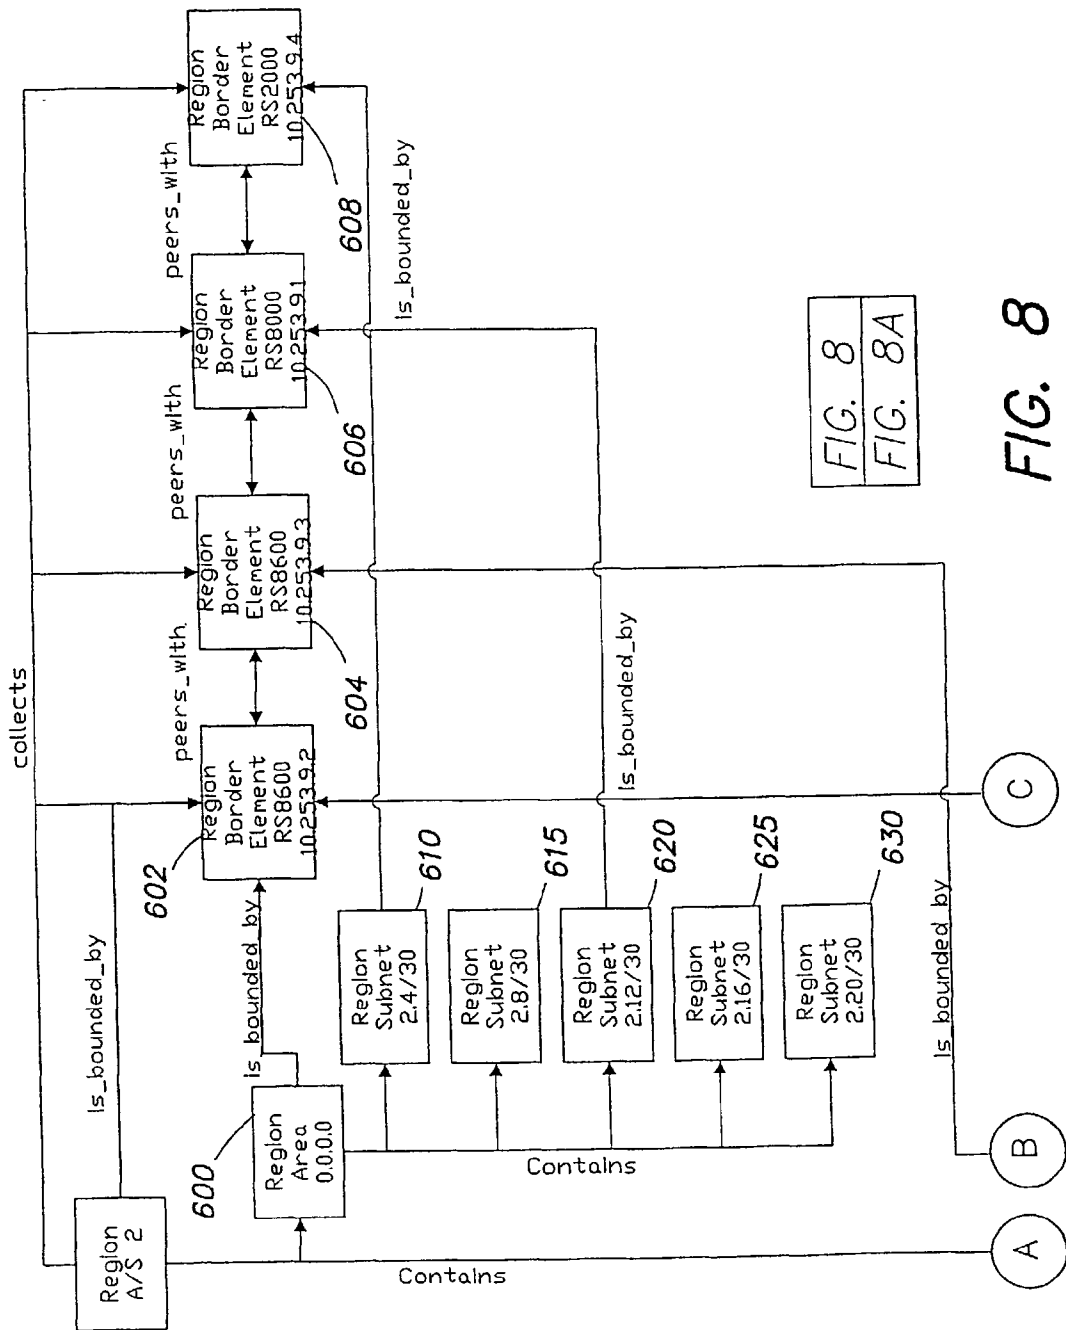 collects
Region
A/S 2
Is_bounded_by
Contains
600
Region
Area
0.0.0.0
is_bounded_by
Contains
602
Region
Border
Element
RS8600
10.253.9.2
peers_with
604
Region
Border
Element
RS8600
10.253.9.3
peers_with
606
Region
Border
Element
RS8000
10.253.9.1
peers_with
608
Region
Border
Element
RS2000
10.253.9.4
Region
Subnet
2.4/30
610
Region
Subnet
2.8/30
615
Region
Subnet
2.12/30
620
Region
Subnet
2.16/30
625
Region
Subnet
2.20/30
630
Is_bounded_by
Is_bounded_by
Is_bounded_by
A
B
C
FIG. 8
FIG. 8A
FIG. 8